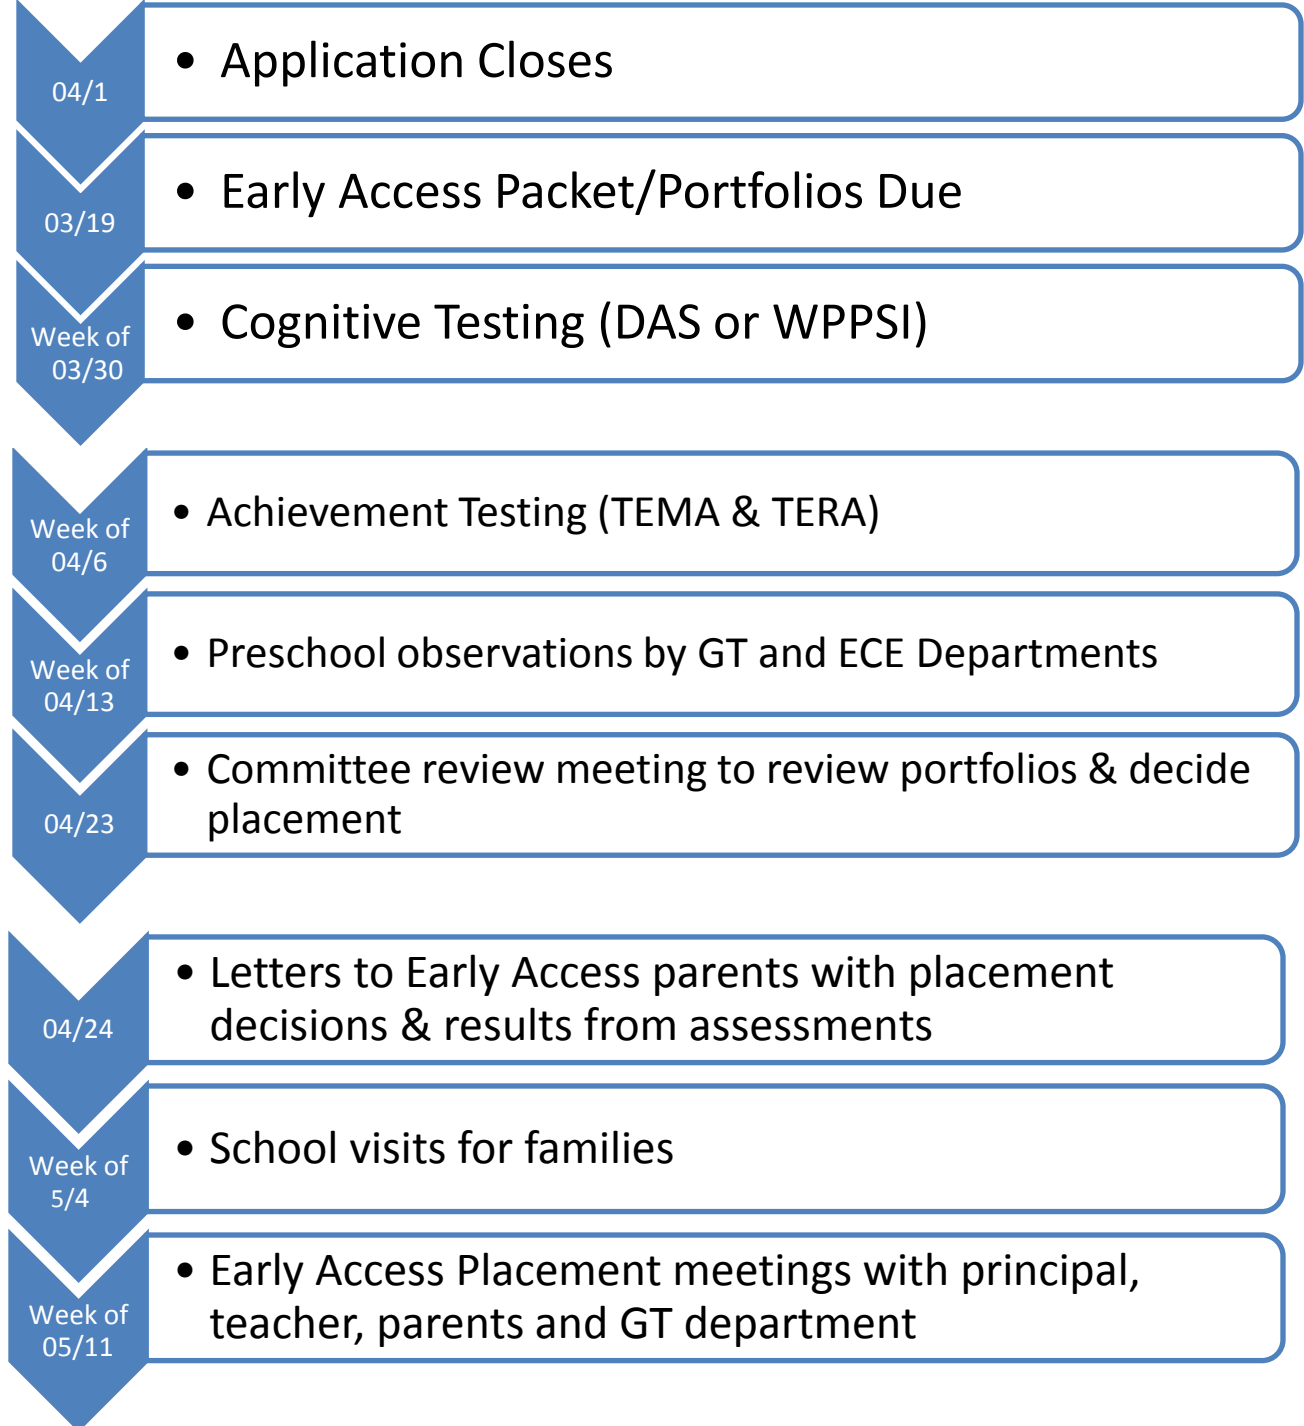 04/1
• Application Closes
03/19
• Early Access Packet/Portfolios Due
Week of
03/30
• Cognitive Testing (DAS or WPPSI)
Week of
04/6
• Achievement Testing (TEMA & TERA)
Week of
04/13
• Preschool observations by GT and ECE Departments
04/23
• Committee review meeting to review portfolios & decide
placement
04/24
• Letters to Early Access parents with placement
decisions & results from assessments
Week of
5/4
• School visits for families
Week of
05/11
• Early Access Placement meetings with principal,
teacher, parents and GT department